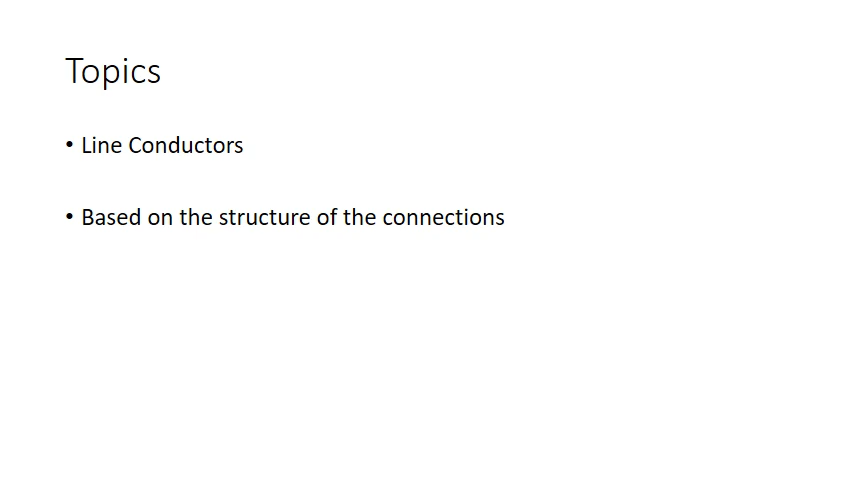 Topics
• Line Conductors
• Based on the structure of the connections